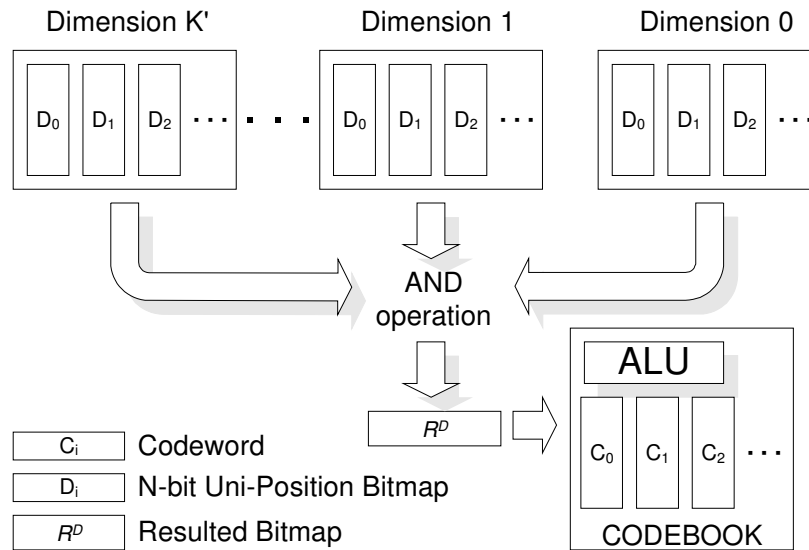 Dimension K' Dimension 1 Dimension 0
D₀ D₁ D₂ ··· · · · D₀ D₁ D₂ ··· D₀ D₁ D₂ ···
AND
operation
ALU
Rᴰ
C₀ C₁ C₂ ···
CODEBOOK
Cᵢ Codeword
Dᵢ N-bit Uni-Position Bitmap
Rᴰ Resulted Bitmap